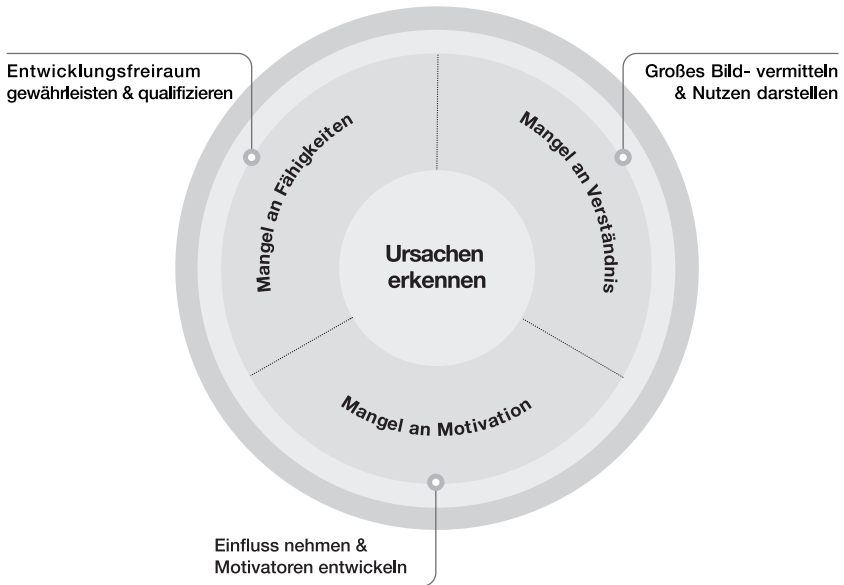 Entwicklungsfreiraum
gewährleisten & qualifizieren
Großes Bild- vermitteln
& Nutzen darstellen
Mangel an Fähigkeiten
Mangel an Verständnis
Ursachen
erkennen
Mangel an Motivation
Einfluss nehmen &
Motivatoren entwickeln